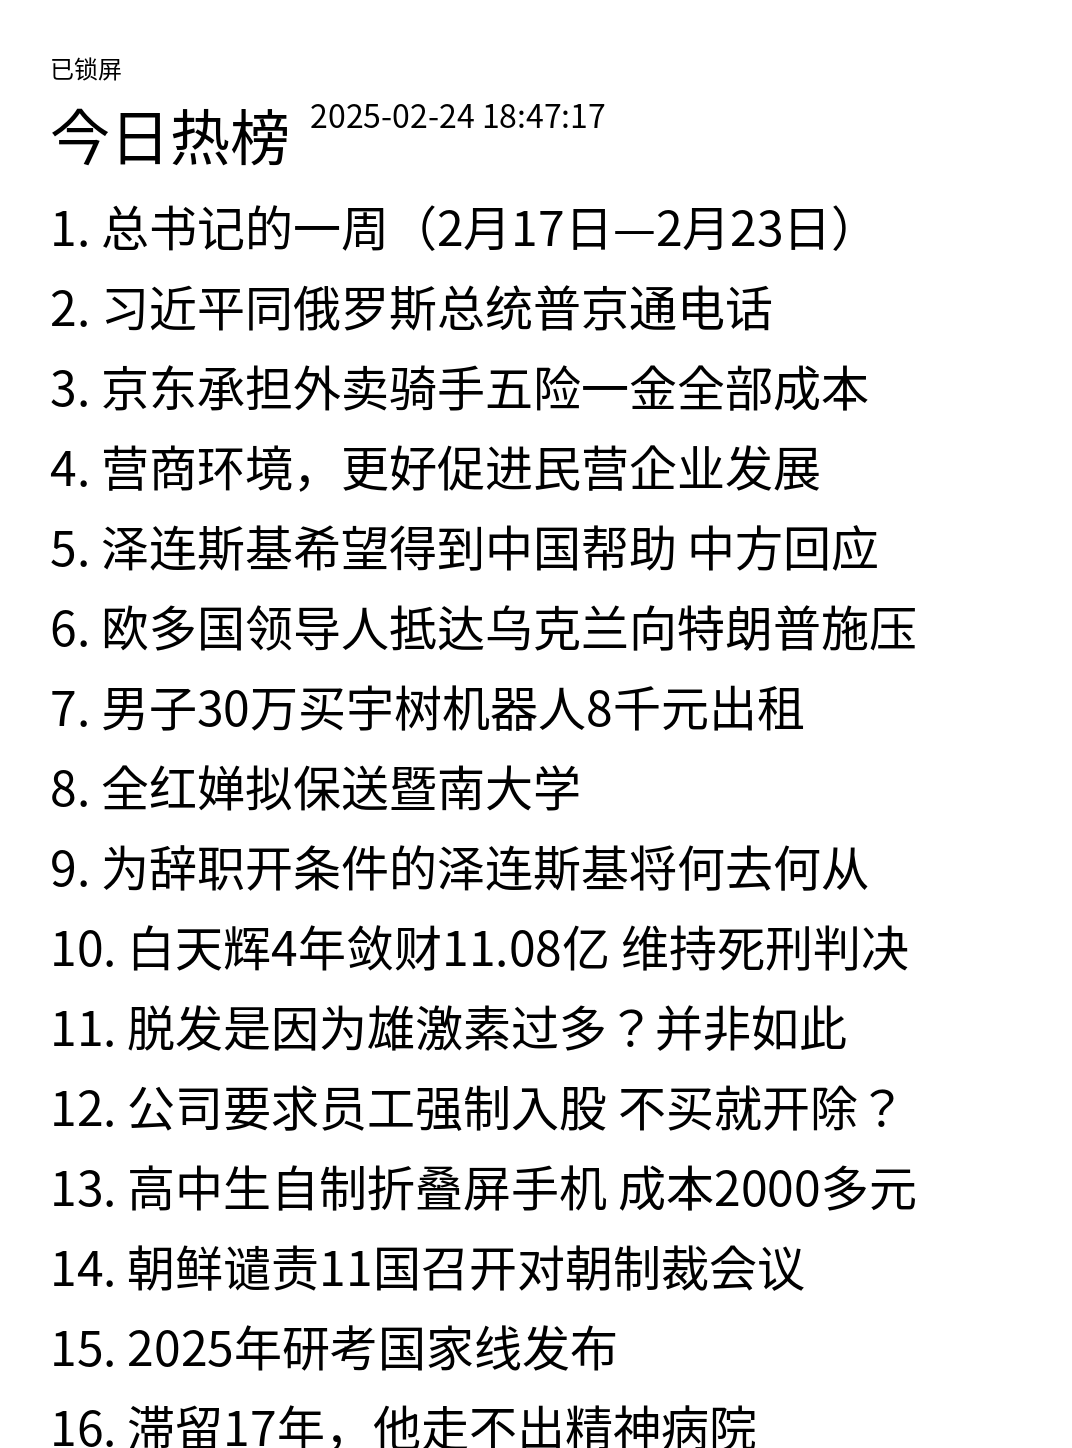 已锁屏
今日热榜 2025-02-24 18:47:17
1. 总书记的一周（2月17日—2月23日）
2. 习近平同俄罗斯总统普京通电话
3. 京东承担外卖骑手五险一金全部成本
4. 营商环境，更好促进民营企业发展
5. 泽连斯基希望得到中国帮助 中方回应
6. 欧多国领导人抵达乌克兰向特朗普施压
7. 男子30万买宇树机器人8千元出租
8. 全红婵拟保送暨南大学
9. 为辞职开条件的泽连斯基将何去何从
10. 白天辉4年敛财11.08亿 维持死刑判决
11. 脱发是因为雄激素过多？并非如此
12. 公司要求员工强制入股 不买就开除？
13. 高中生自制折叠屏手机 成本2000多元
14. 朝鲜谴责11国召开对朝制裁会议
15. 2025年研考国家线发布
16. 滞留17年，他走不出精神病院